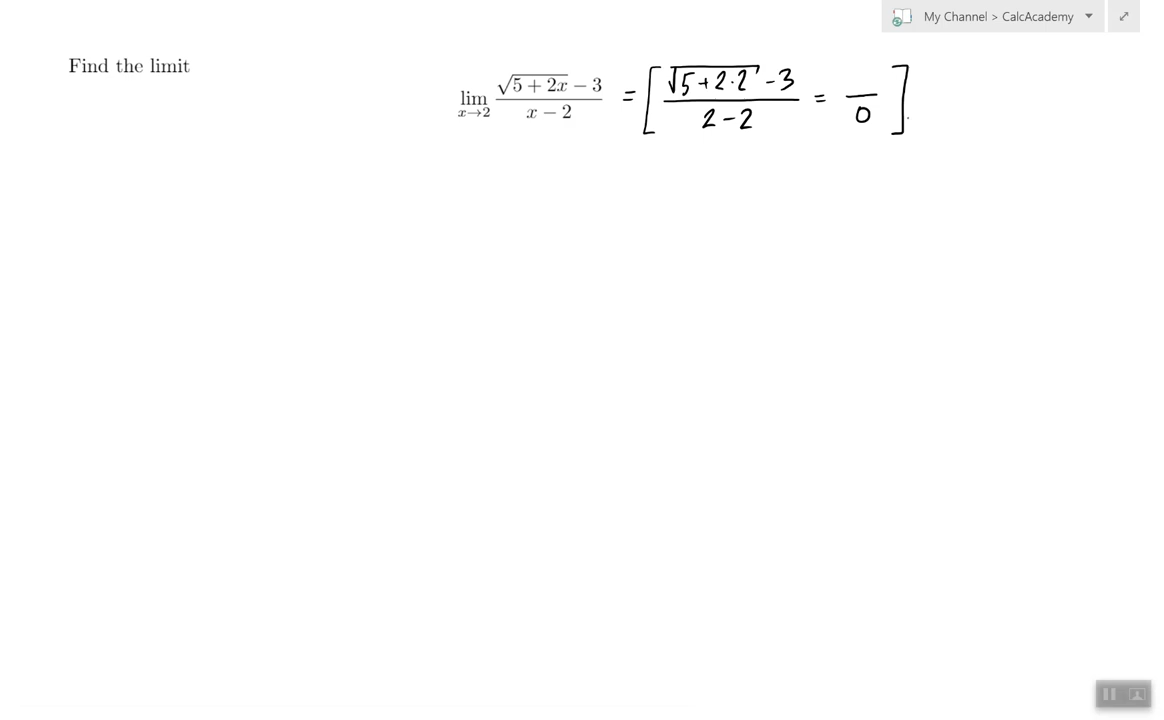 My Channel > CalcAcademy
Find the limit
lim x→2 (√(5 + 2x) − 3)/(x − 2) = [ (√(5+2·2) −3)/(2−2) = /0 ]